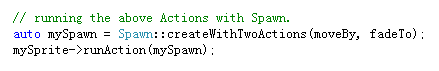 // running the above Actions with Spawn.
auto mySpawn = Spawn::createWithTwoActions(moveBy, fadeTo);
mySprite->runAction(mySpawn);